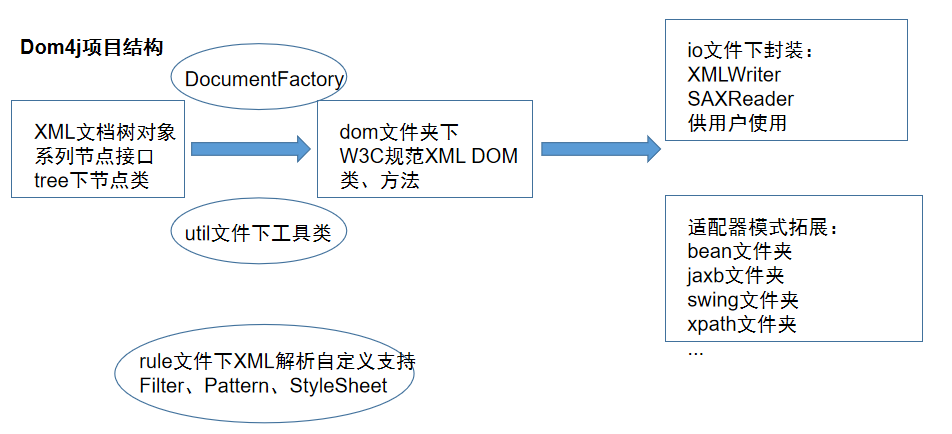 Dom4j项目结构
DocumentFactory
XML文档树对象
系列节点接口
tree下节点类
util文件下工具类
dom文件夹下
W3C规范XML DOM
类、方法
io文件下封装：
XMLWriter
SAXReader
供用户使用
适配器模式拓展：
bean文件夹
jaxb文件夹
swing文件夹
xpath文件夹
...
rule文件下XML解析自定义支持
Filter、Pattern、StyleSheet